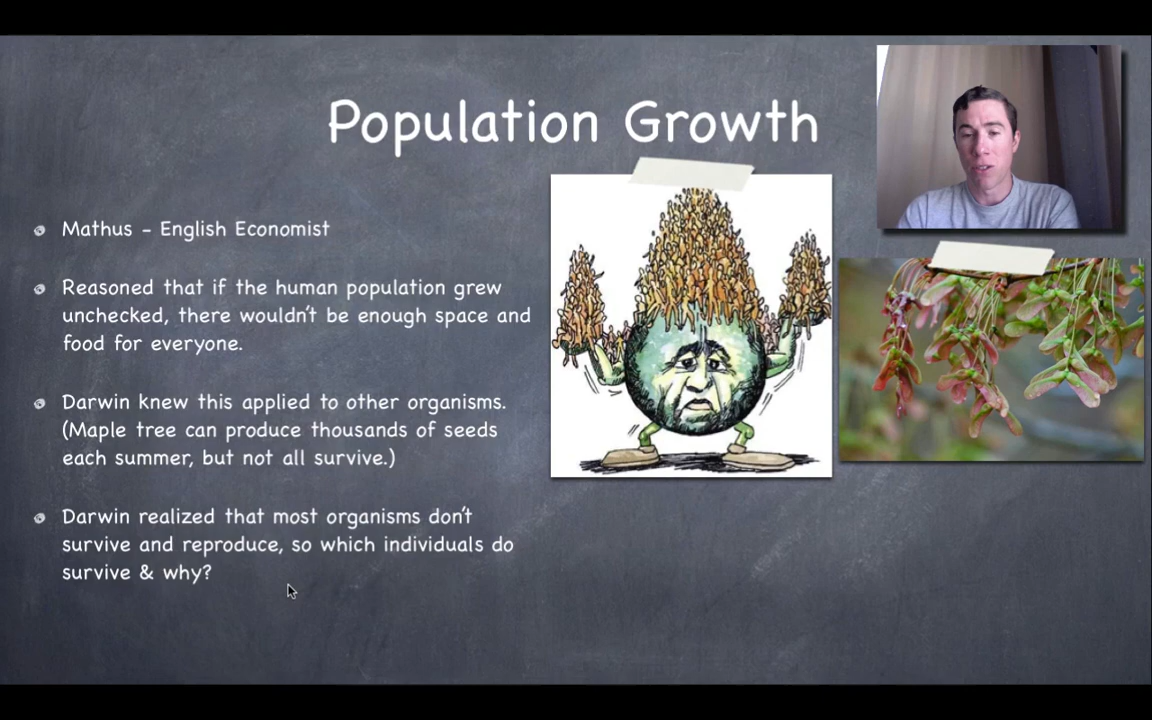 Population Growth
Mathus - English Economist
Reasoned that if the human population grew
unchecked, there wouldn't be enough space and
food for everyone.
Darwin knew this applied to other organisms.
(Maple tree can produce thousands of seeds
each summer, but not all survive.)
Darwin realized that most organisms don't
survive and reproduce, so which individuals do
survive & why?